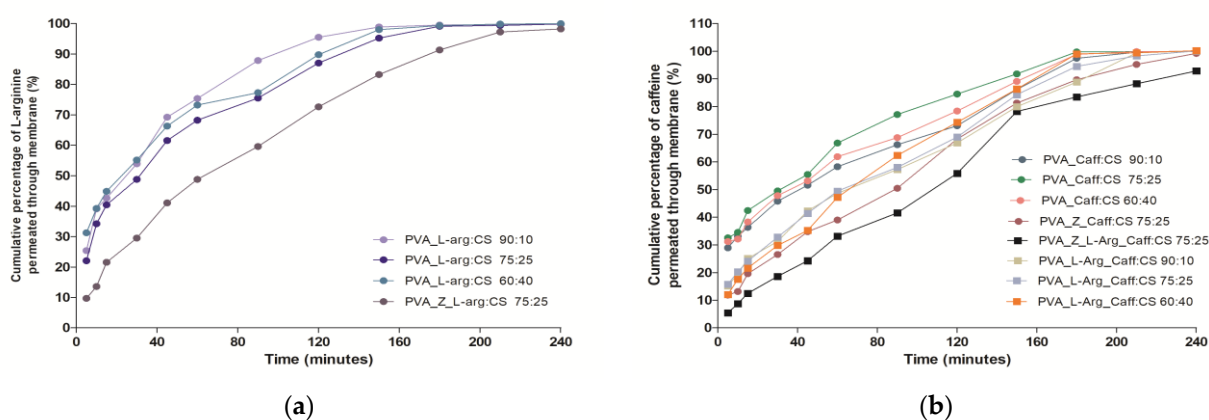 Cumulative percentage of L-arginine
permeated through membrane (%)
100
90
80
70
60
50
40
30
20
10
0
PVA_L-arg:CS 90:10
PVA_L-arg:CS 75:25
PVA_L-arg:CS 60:40
PVA_Z_L-arg:CS 75:25
0 40 80 120 160 200 240
Time (minutes)
(a)
Cumulative percentage of caffeine
permeated through membrane (%)
110
100
90
80
70
60
50
40
30
20
10
0
PVA_Caff:CS 90:10
PVA_Caff:CS 75:25
PVA_Caff:CS 60:40
PVA_Z_Caff:CS 75:25
PVA_Z_L-Arg_Caff:CS 75:25
PVA_L-Arg_Caff:CS 90:10
PVA_L-Arg_Caff:CS 75:25
PVA_L-Arg_Caff:CS 60:40
0 40 80 120 160 200 240
Time (minutes)
(b)